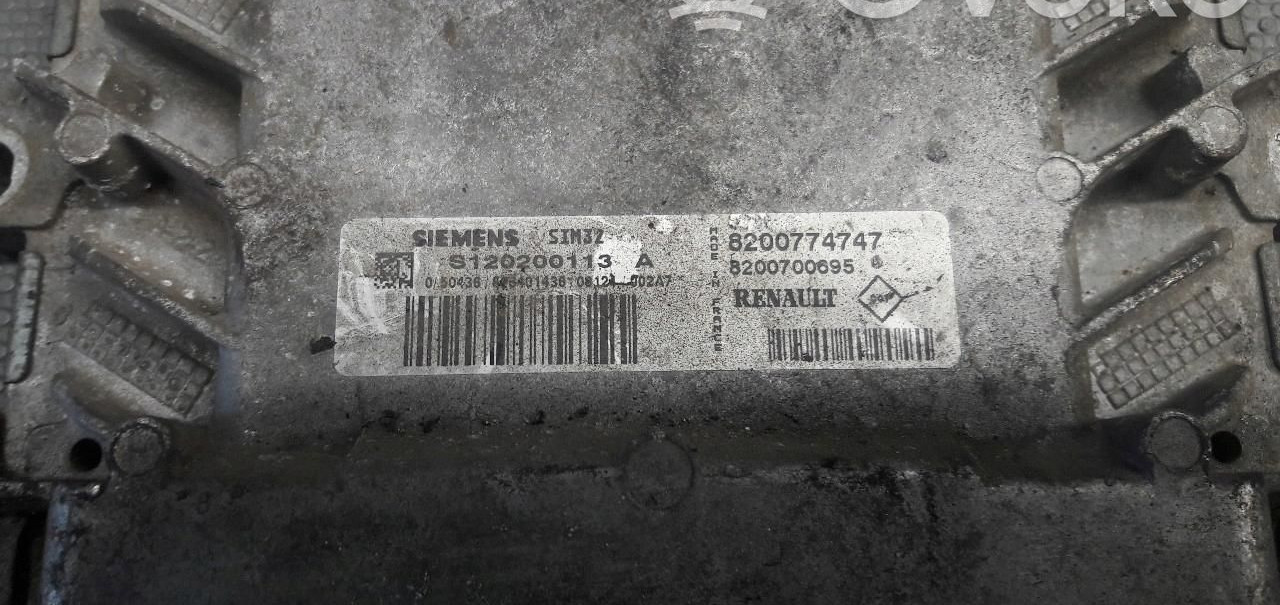 SIEMENS SIM32
S120200113 A
MADE IN FRANCE
8200774747
8200700695
RENAULT